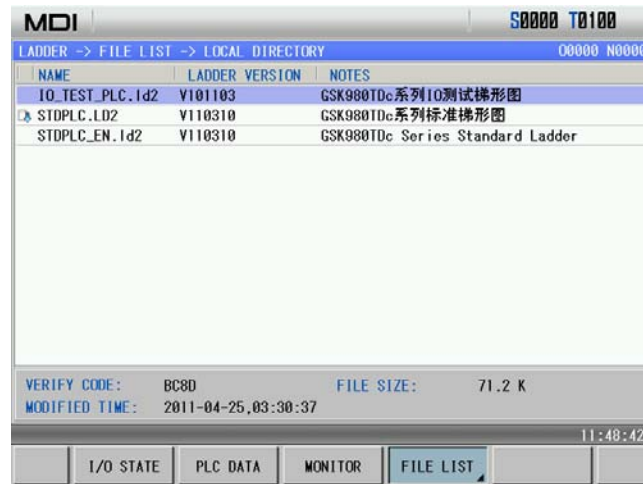 MDI S0000 T0100
LADDER -> FILE LIST -> LOCAL DIRECTORY O0000 N0000
NAME LADDER VERSION NOTES
IO_TEST_PLC.ld2 V101103 GSK980TDc系列IO测试梯形图
STDPLC.LD2 V110310 GSK980TDc系列标准梯形图
STDPLC_EN.ld2 V110310 GSK980TDc Series Standard Ladder
VERIFY CODE: BC8D FILE SIZE: 71.2 K
MODIFIED TIME: 2011-04-25,03:30:37
11:48:42
I/O STATE PLC DATA MONITOR FILE LIST